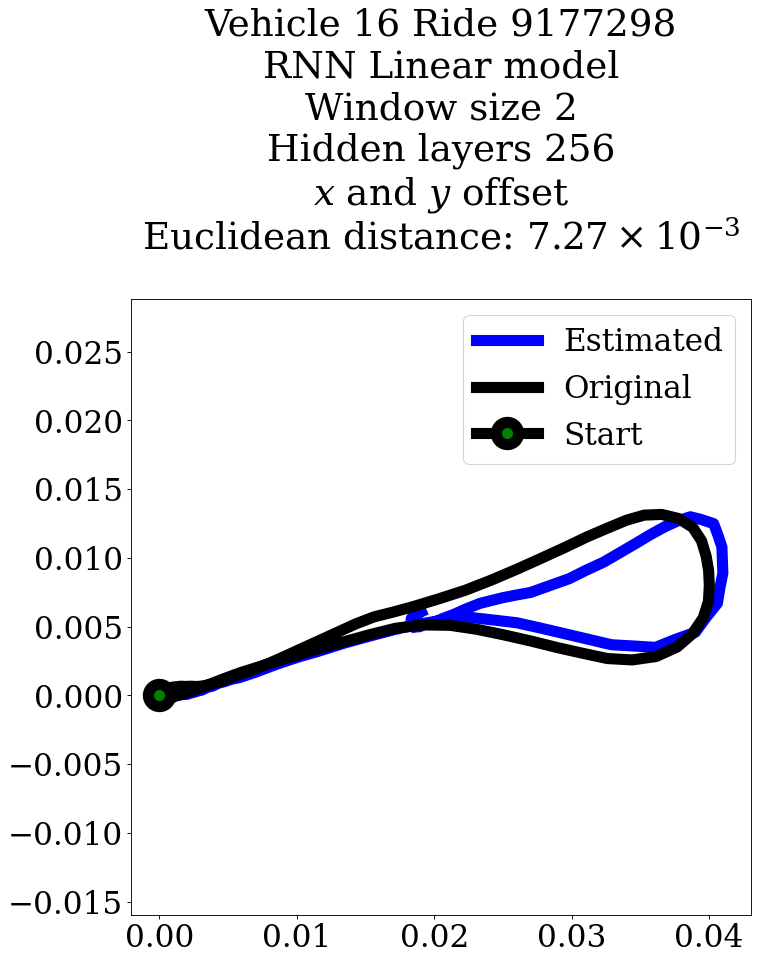 Vehicle 16 Ride 9177298
RNN Linear model
Window size 2
Hidden layers 256
x and y offset
Euclidean distance: 7.27 × 10⁻³
Estimated
Original
Start
0.025
0.020
0.015
0.010
0.005
0.000
−0.005
−0.010
−0.015
0.00 0.01 0.02 0.03 0.04